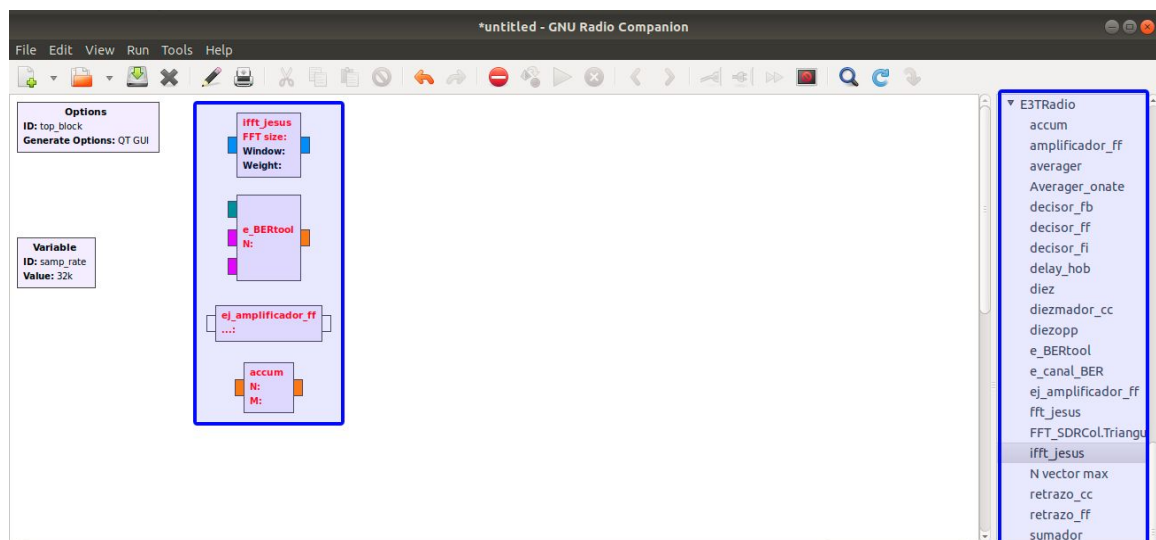 *untitled - GNU Radio Companion
File Edit View Run Tools Help
Options
ID: top_block
Generate Options: QT GUI
Variable
ID: samp_rate
Value: 32k
ifft_jesus
FFT size:
Window:
Weight:
e_BERtool
N:
ej_amplificador_ff
...:
accum
N:
M:
E3TRadio
accum
amplificador_ff
averager
Averager_onate
decisor_fb
decisor_ff
decisor_fi
delay_hob
diez
diezmador_cc
diezopp
e_BERtool
e_canal_BER
ej_amplificador_ff
fft_jesus
FFT_SDRCol.Triangu
ifft_jesus
N vector max
retrazo_cc
retrazo_ff
sumador